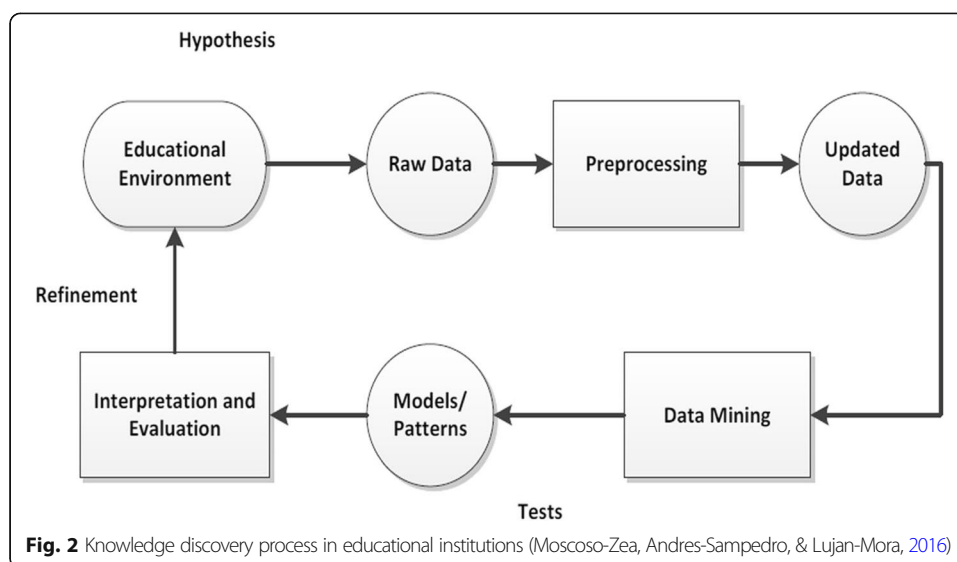 Hypothesis
Educational
Environment
Raw Data
Preprocessing
Updated
Data
Refinement
Interpretation and
Evaluation
Models/
Patterns
Data Mining
Tests
Fig. 2 Knowledge discovery process in educational institutions (Moscoso-Zea, Andres-Sampedro, & Lujan-Mora, 2016)